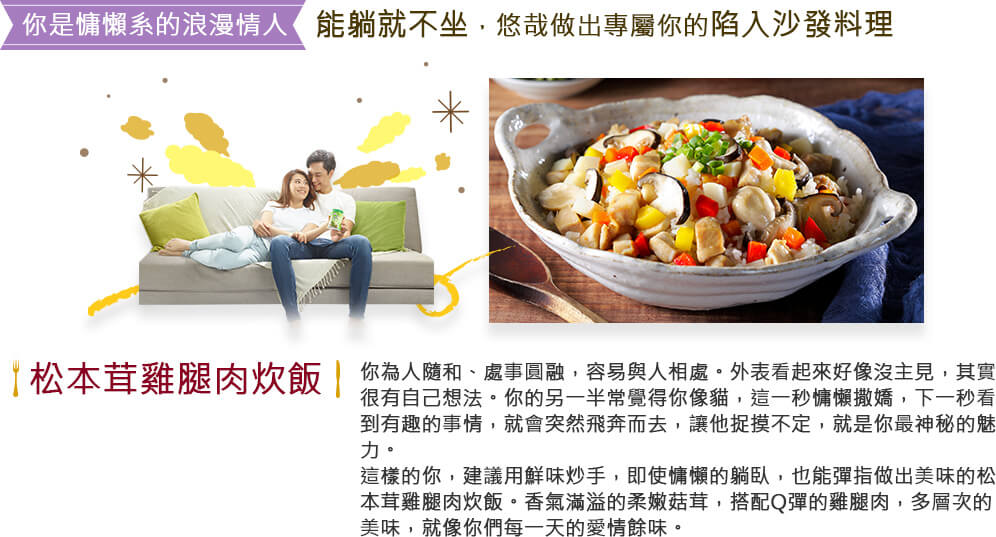 你是慵懶系的浪漫情人
能躺就不坐，悠哉做出專屬你的陷入沙發料理
松本茸雞腿肉炊飯
你為人隨和、處事圓融，容易與人相處。外表看起來好像沒主見，其實
很有自己想法。你的另一半常覺得你像貓，這一秒慵懶撒嬌，下一秒看
到有趣的事情，就會突然飛奔而去，讓他捉摸不定，就是你最神秘的魅
力。
這樣的你，建議用鮮味炒手，即使慵懶的躺臥，也能彈指做出美味的松
本茸雞腿肉炊飯。香氣滿溢的柔嫩菇茸，搭配Q彈的雞腿肉，多層次的
美味，就像你們每一天的愛情餘味。